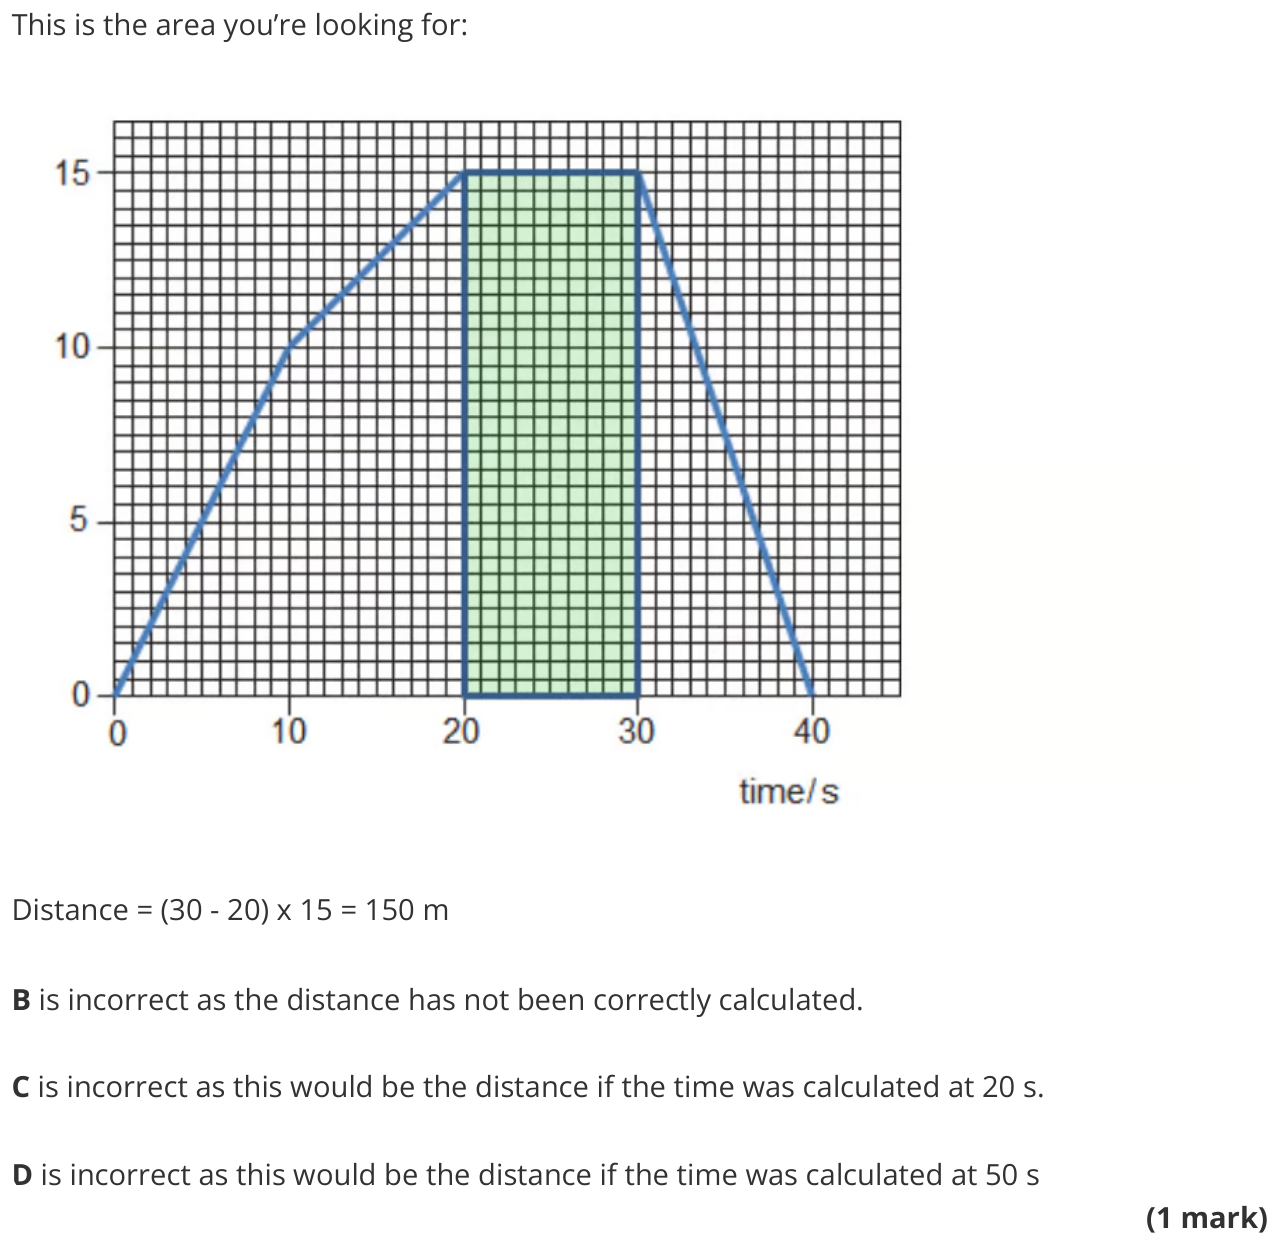 This is the area you’re looking for:
15
10
5
0
0 10 20 30 40
time/s
Distance = (30 - 20) x 15 = 150 m
B is incorrect as the distance has not been correctly calculated.
C is incorrect as this would be the distance if the time was calculated at 20 s.
D is incorrect as this would be the distance if the time was calculated at 50 s
(1 mark)